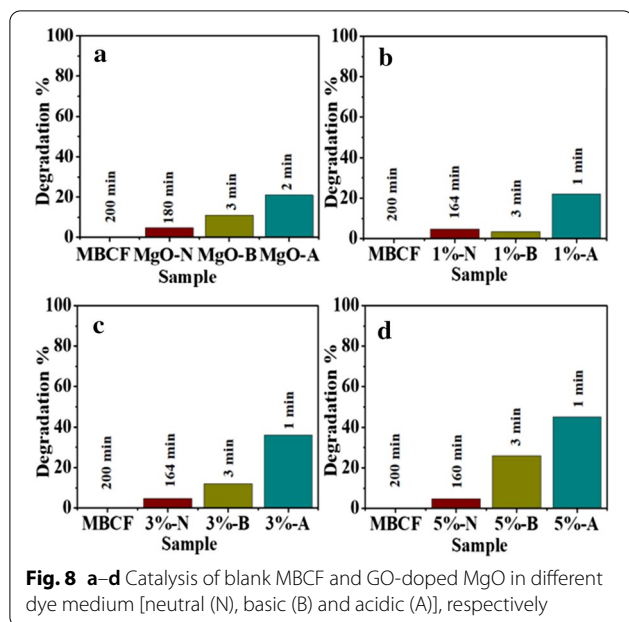 a
Degradation %
100
80
60
40
20
0
200 min
180 min
3 min
2 min
MBCF MgO-N MgO-B MgO-A
Sample
b
Degradation %
100
80
60
40
20
0
200 min
164 min
3 min
1 min
MBCF 1%-N 1%-B 1%-A
Sample
c
Degradation %
100
80
60
40
20
0
200 min
164 min
3 min
1 min
MBCF 3%-N 3%-B 3%-A
Sample
d
Degradation %
100
80
60
40
20
0
200 min
160 min
3 min
1 min
MBCF 5%-N 5%-B 5%-A
Sample
Fig. 8 a–d Catalysis of blank MBCF and GO-doped MgO in different
dye medium [neutral (N), basic (B) and acidic (A)], respectively